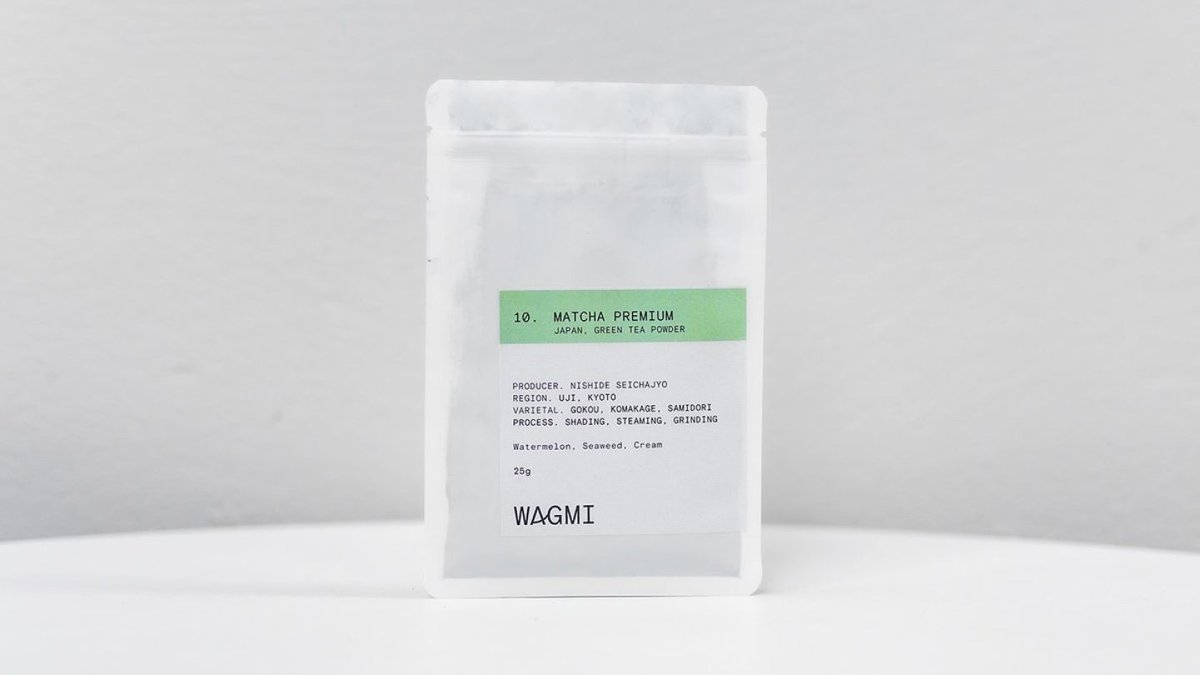 10. MATCHA PREMIUM
JAPAN, GREEN TEA POWDER
PRODUCER. NISHIDE SEICHAJYO
REGION. UJI, KYOTO
VARIETAL. GOKOU, KOMAKAGE, SAMIDORI
PROCESS. SHADING, STEAMING, GRINDING
Watermelon, Seaweed, Cream
25g
WAGMI